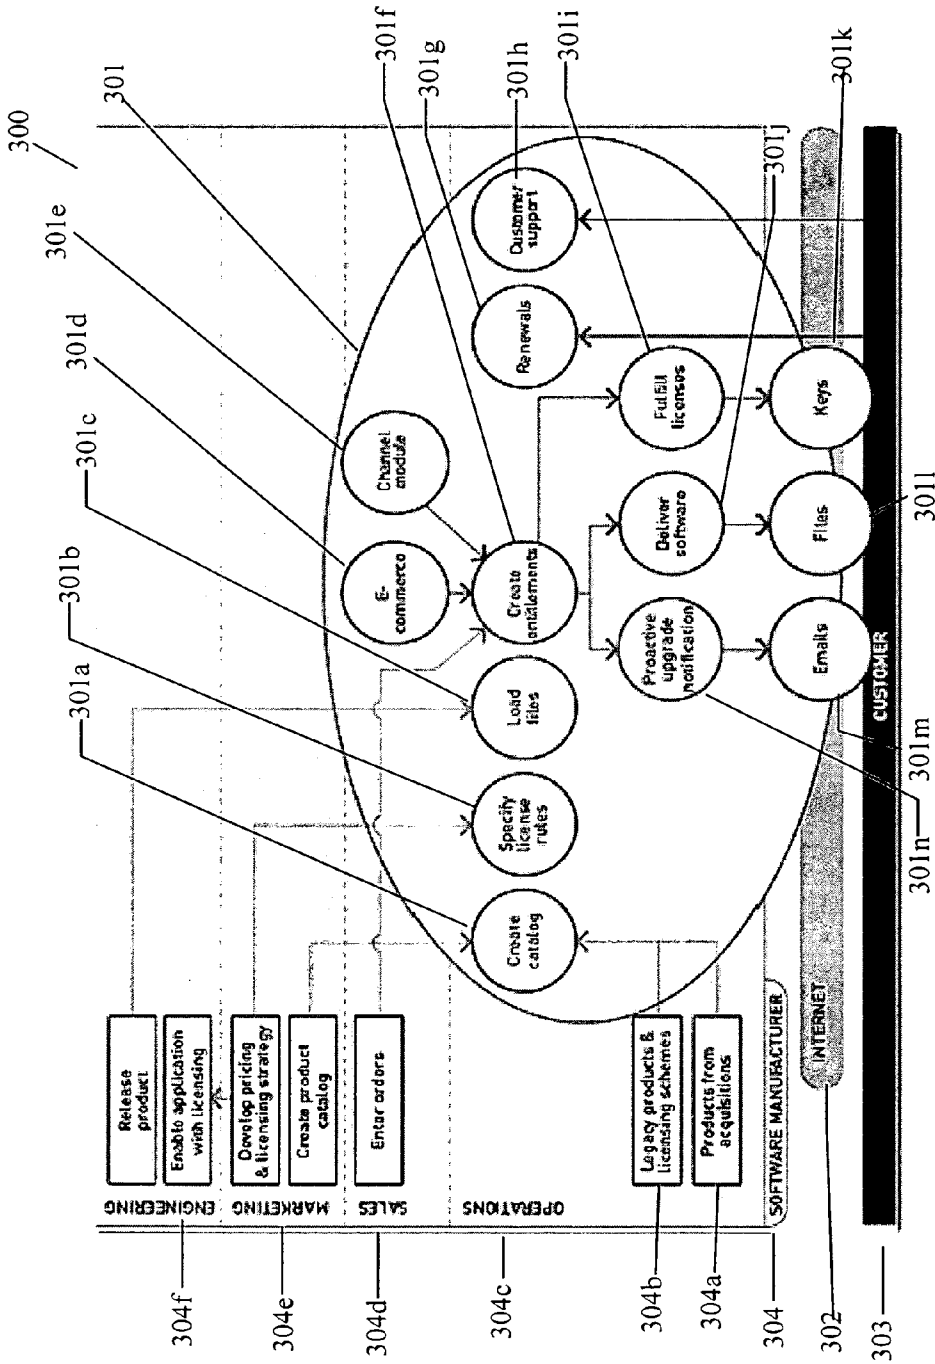 300
301
301a
301b
301c
301d
301e
301f
301g
301h
301i
301j
301k
301l
301m
301n
ENGINEERING
Release
product
Enable application
with licensing
MARKETING
Develop pricing
& licensing strategy
Create product
catalog
SALES
Enter orders
OPERATIONS
Legacy products &
licensing schemes
Products from
acquisitions
Create
catalog
Specify
license
rules
Load
files
E-
commerce
Channel
module
Create
entitlements
Renewals
Customer
support
Proactive
upgrade
notification
Deliver
software
Fulfill
licenses
Emails
Files
Keys
SOFTWARE MANUFACTURER
INTERNET
CUSTOMER
304f
304e
304d
304c
304b
304a
304
302
303